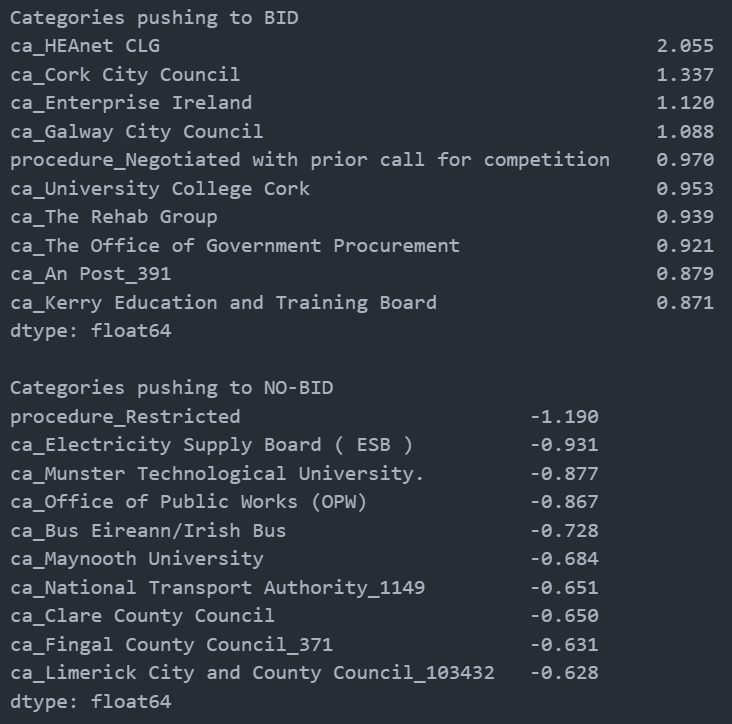 Categories pushing to BID
ca_HEAnet CLG 2.055
ca_Cork City Council 1.337
ca_Enterprise Ireland 1.120
ca_Galway City Council 1.088
procedure_Negotiated with prior call for competition 0.970
ca_University College Cork 0.953
ca_The Rehab Group 0.939
ca_The Office of Government Procurement 0.921
ca_An Post_391 0.879
ca_Kerry Education and Training Board 0.871
dtype: float64

Categories pushing to NO-BID
procedure_Restricted -1.190
ca_Electricity Supply Board ( ESB ) -0.931
ca_Munster Technological University. -0.877
ca_Office of Public Works (OPW) -0.867
ca_Bus Eireann/Irish Bus -0.728
ca_Maynooth University -0.684
ca_National Transport Authority_1149 -0.651
ca_Clare County Council -0.650
ca_Fingal County Council_371 -0.631
ca_Limerick City and County Council_103432 -0.628
dtype: float64